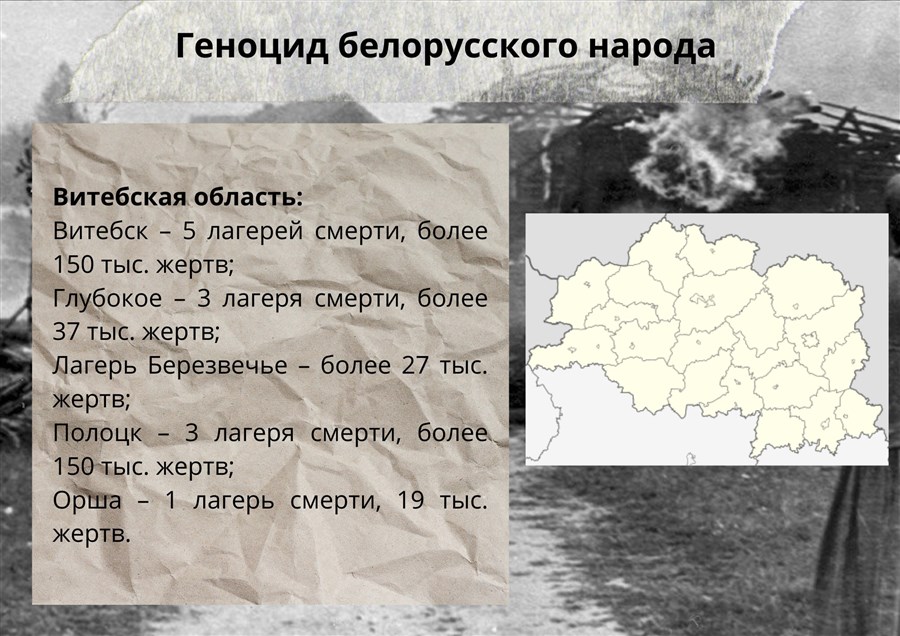 Геноцид белорусского народа
Витебская область:
Витебск – 5 лагерей смерти, более
150 тыс. жертв;
Глубокое – 3 лагеря смерти, более
37 тыс. жертв;
Лагерь Березвечье – более 27 тыс.
жертв;
Полоцк – 3 лагеря смерти, более
150 тыс. жертв;
Орша – 1 лагерь смерти, 19 тыс.
жертв.